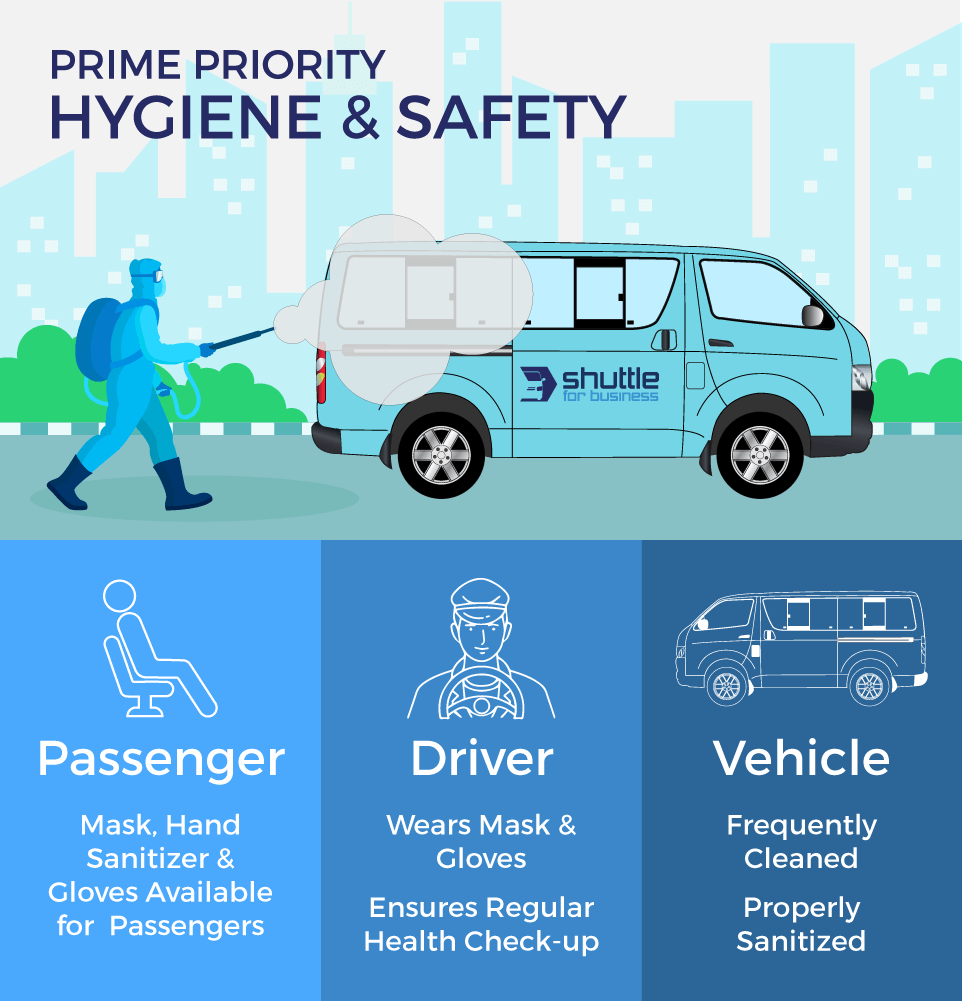 PRIME PRIORITY
HYGIENE & SAFETY
shuttle
for business
Passenger
Mask, Hand
Sanitizer &
Gloves Available
for Passengers
Driver
Wears Mask &
Gloves
Ensures Regular
Health Check-up
Vehicle
Frequently
Cleaned
Properly
Sanitized